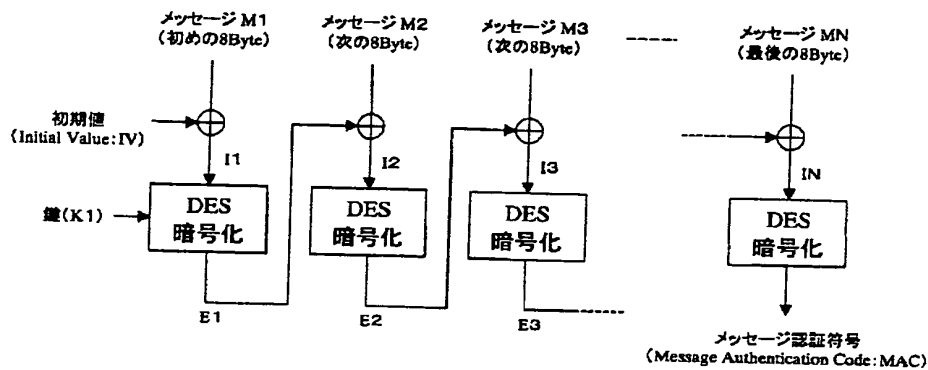 メッセージ M1
(初めの8Byte)
メッセージ M2
(次の8Byte)
メッセージ M3
(次の8Byte)
メッセージ MN
(最後の8Byte)
初期値
(Initial Value:IV)
I1
I2
I3
IN
鍵(K1)
DES
暗号化
DES
暗号化
DES
暗号化
DES
暗号化
E1
E2
E3
メッセージ認証符号
(Message Authentication Code:MAC)